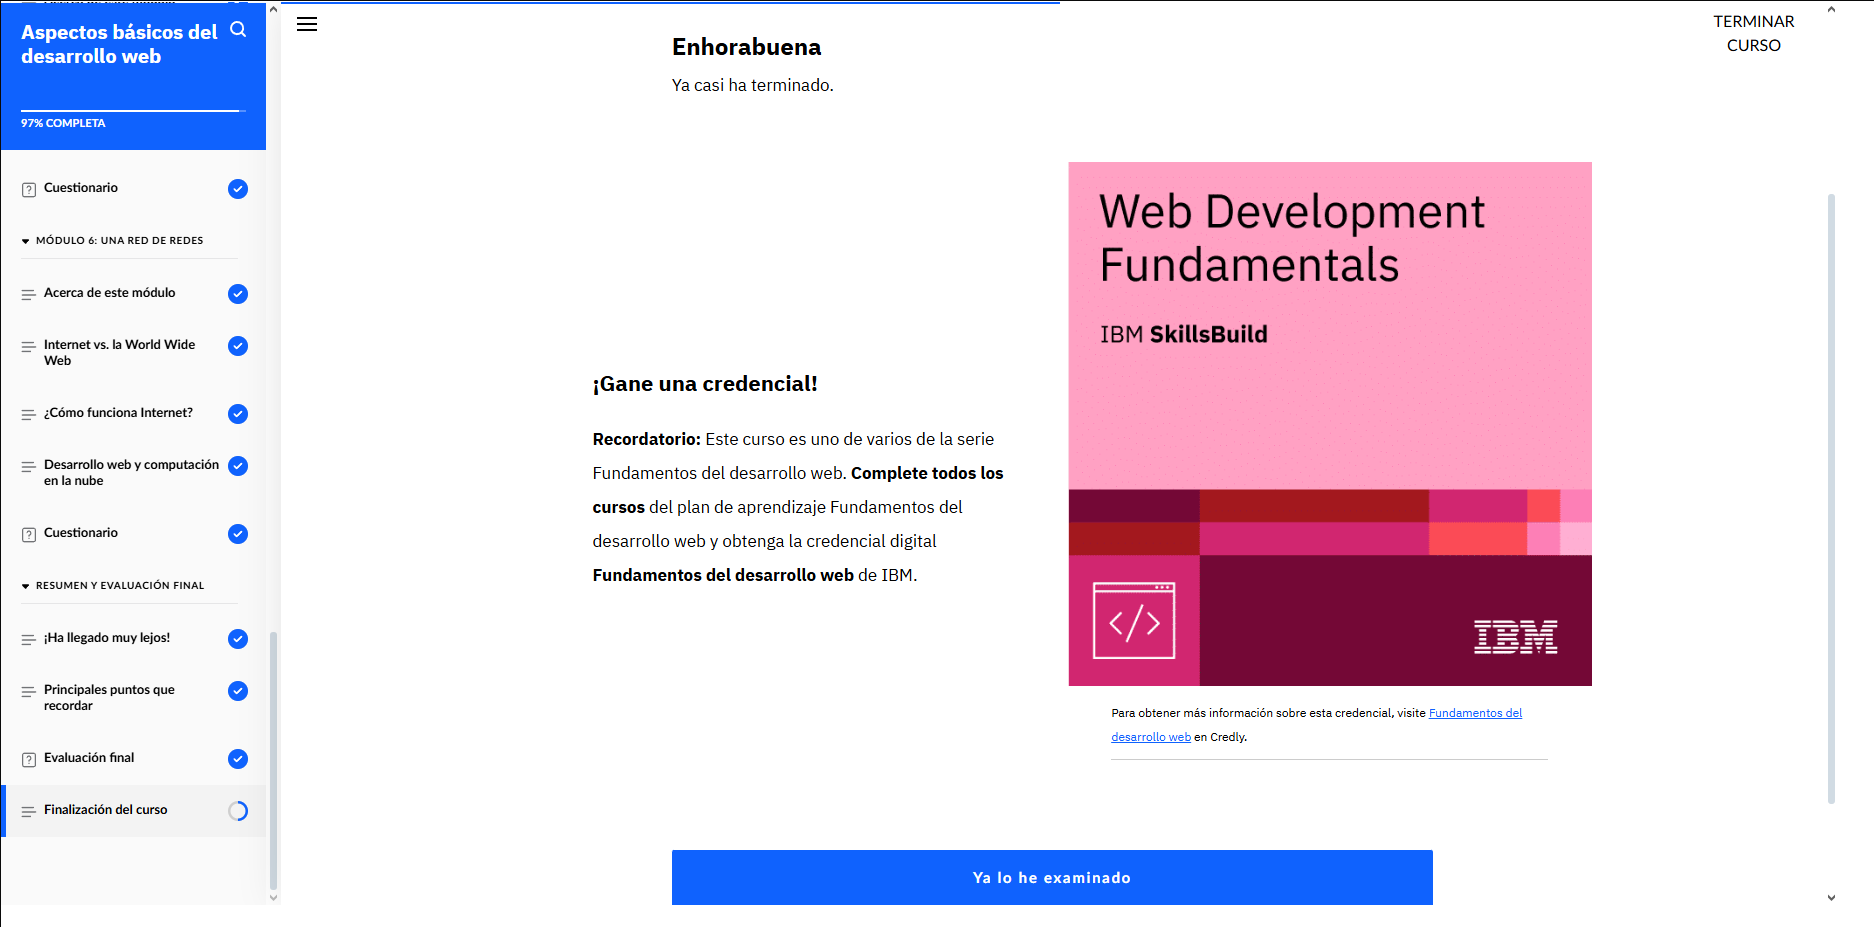 Aspectos básicos del
desarrollo web
97% COMPLETA
Cuestionario
MÓDULO 6: UNA RED DE REDES
Acerca de este módulo
Internet vs. la World Wide
Web
¿Cómo funciona Internet?
Desarrollo web y computación
en la nube
Cuestionario
RESUMEN Y EVALUACIÓN FINAL
¡Ha llegado muy lejos!
Principales puntos que
recordar
Evaluación final
Finalización del curso
TERMINAR
CURSO
Enhorabuena
Ya casi ha terminado.
¡Gane una credencial!
Recordatorio: Este curso es uno de varios de la serie
Fundamentos del desarrollo web. Complete todos los
cursos del plan de aprendizaje Fundamentos del
desarrollo web y obtenga la credencial digital
Fundamentos del desarrollo web de IBM.
Web Development
Fundamentals
IBM SkillsBuild
</>
IBM
Para obtener más información sobre esta credencial, visite Fundamentos del
desarrollo web en Credly.
Ya lo he examinado